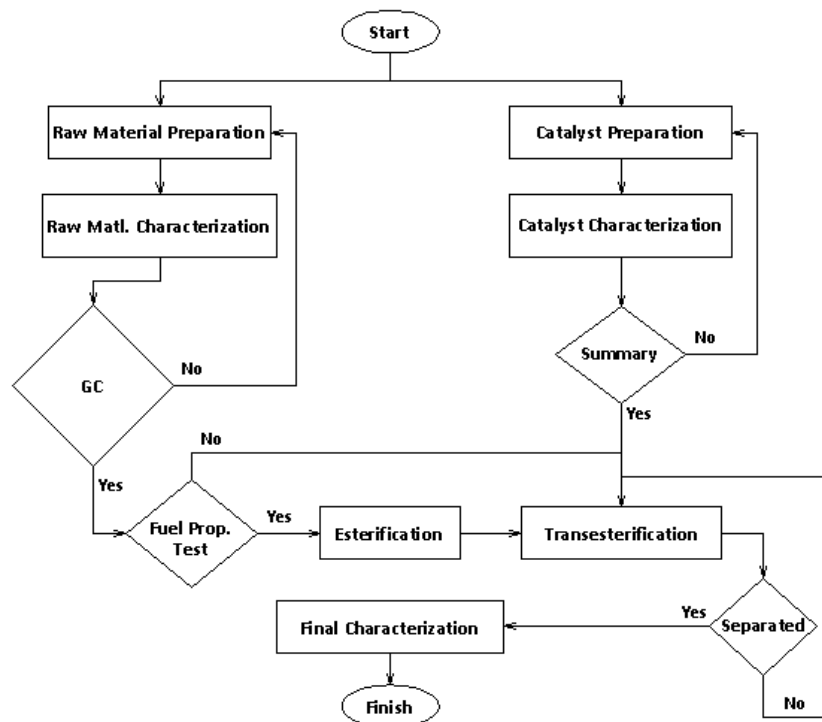 Start
Raw Material Preparation
Catalyst Preparation
Raw Matl. Characterization
Catalyst Characterization
Summary
No
GC
No
Yes
No
Yes
Fuel Prop.
Test
Yes
Esterification
Transesterification
Final Characterization
Yes
Separated
No
Finish